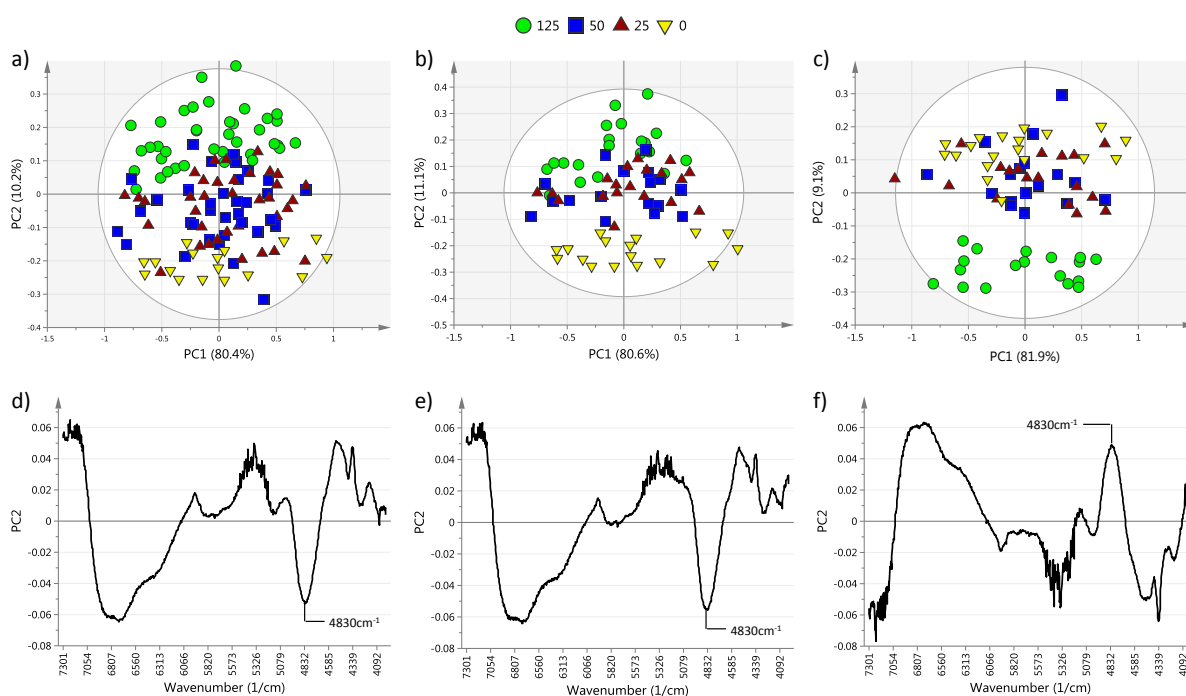 125 50 25 0
a)
0.3
0.2
0.1
0
-0.1
-0.2
-0.3
-0.4
PC2 (10.2%)
-1.5 -1 -0.5 0 0.5 1
PC1 (80.4%)
b)
0.4
0.3
0.2
0.1
0
-0.1
-0.2
-0.3
-0.4
-0.5
PC2 (11.1%)
-1.5 -1 -0.5 0 0.5 1
PC1 (80.6%)
c)
0.3
0.2
0.1
0
-0.1
-0.2
-0.3
-0.4
PC2 (9.1%)
-1.5 -1 -0.5 0 0.5 1
PC1 (81.9%)
d)
0.06
0.04
0.02
0
-0.02
-0.04
-0.06
-0.08
PC2
4830cm⁻¹
7301 7054 6807 6560 6313 6066 5820 5573 5326 5079 4832 4585 4339 4092
Wavenumber (1/cm)
e)
0.06
0.04
0.02
0
-0.02
-0.04
-0.06
-0.08
PC2
4830cm⁻¹
7301 7054 6807 6560 6313 6066 5820 5573 5326 5079 4832 4585 4339 4092
Wavenumber (1/cm)
f)
0.06
0.04
0.02
0
-0.02
-0.04
-0.06
-0.08
PC2
4830cm⁻¹
7301 7054 6807 6560 6313 6066 5820 5573 5326 5079 4832 4585 4339 4092
Wavenumber (1/cm)